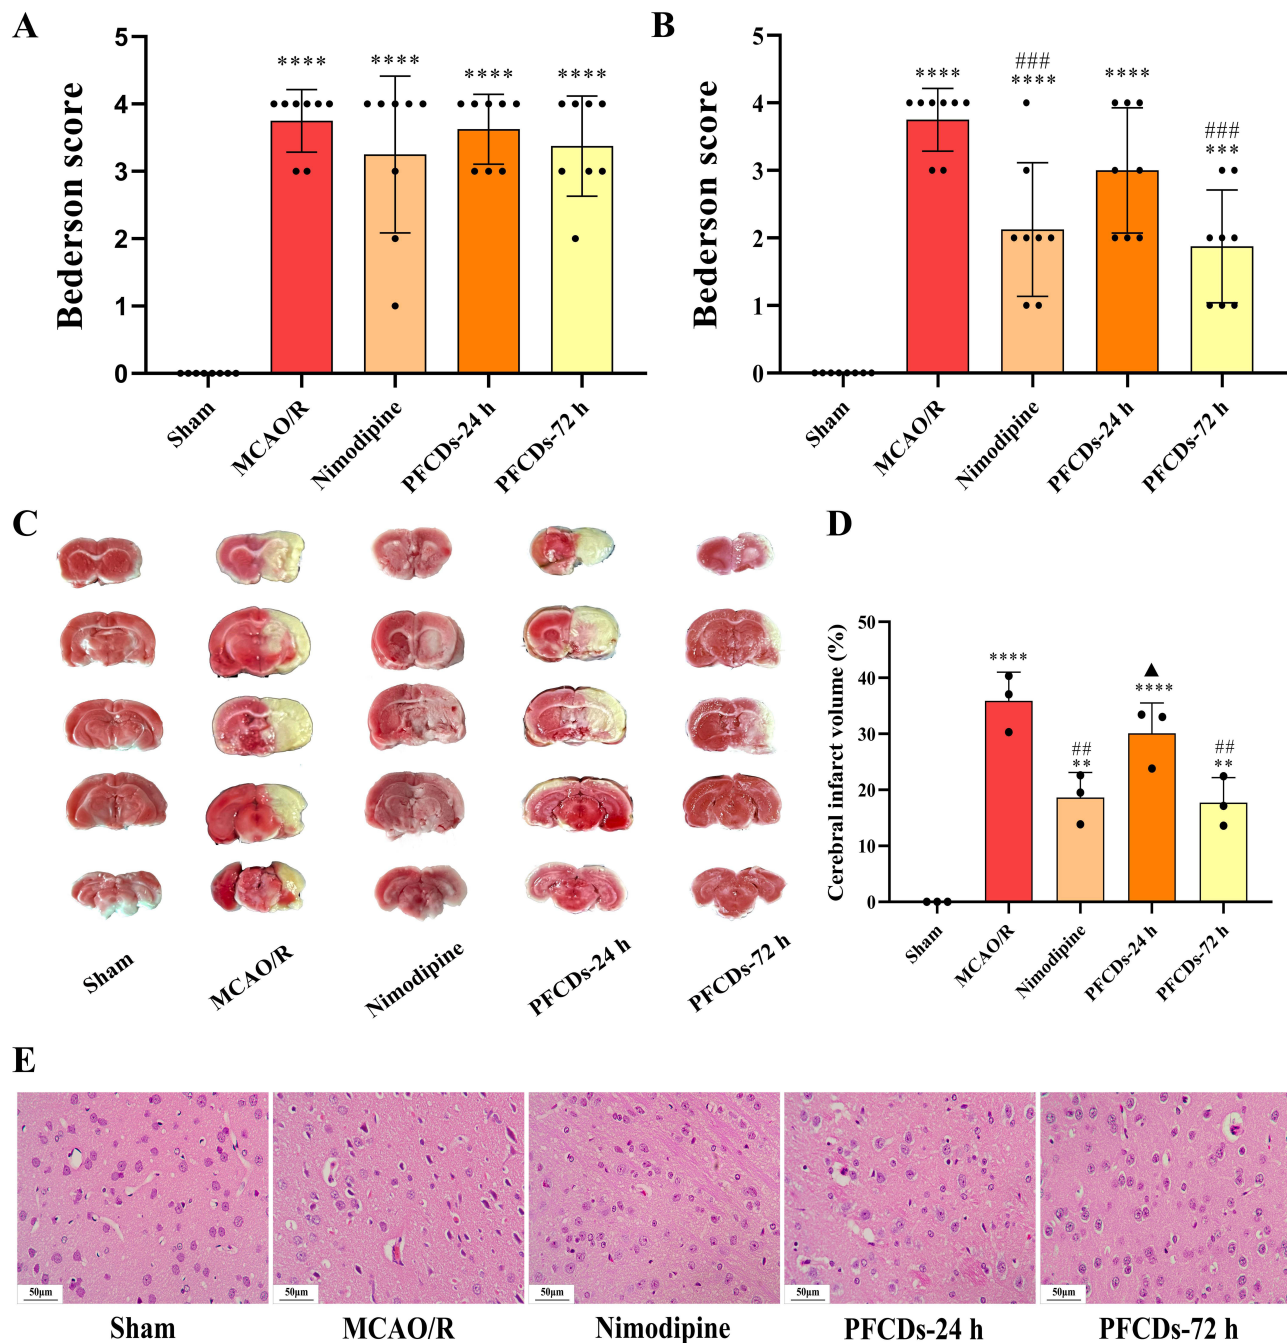 A
Bederson score
5
4
3
2
1
0
****
****
****
****
Sham
MCAO/R
Nimodipine
PFCDs-24 h
PFCDs-72 h
B
Bederson score
5
4
3
2
1
0
****
###
****
****
###
***
Sham
MCAO/R
Nimodipine
PFCDs-24 h
PFCDs-72 h
C
Sham
MCAO/R
Nimodipine
PFCDs-24 h
PFCDs-72 h
D
Cerebral infarct volume (%)
50
40
30
20
10
0
****
##
**
▲
****
##
**
Sham
MCAO/R
Nimodipine
PFCDs-24 h
PFCDs-72 h
E
50μm
50μm
50μm
50μm
50μm
Sham
MCAO/R
Nimodipine
PFCDs-24 h
PFCDs-72 h